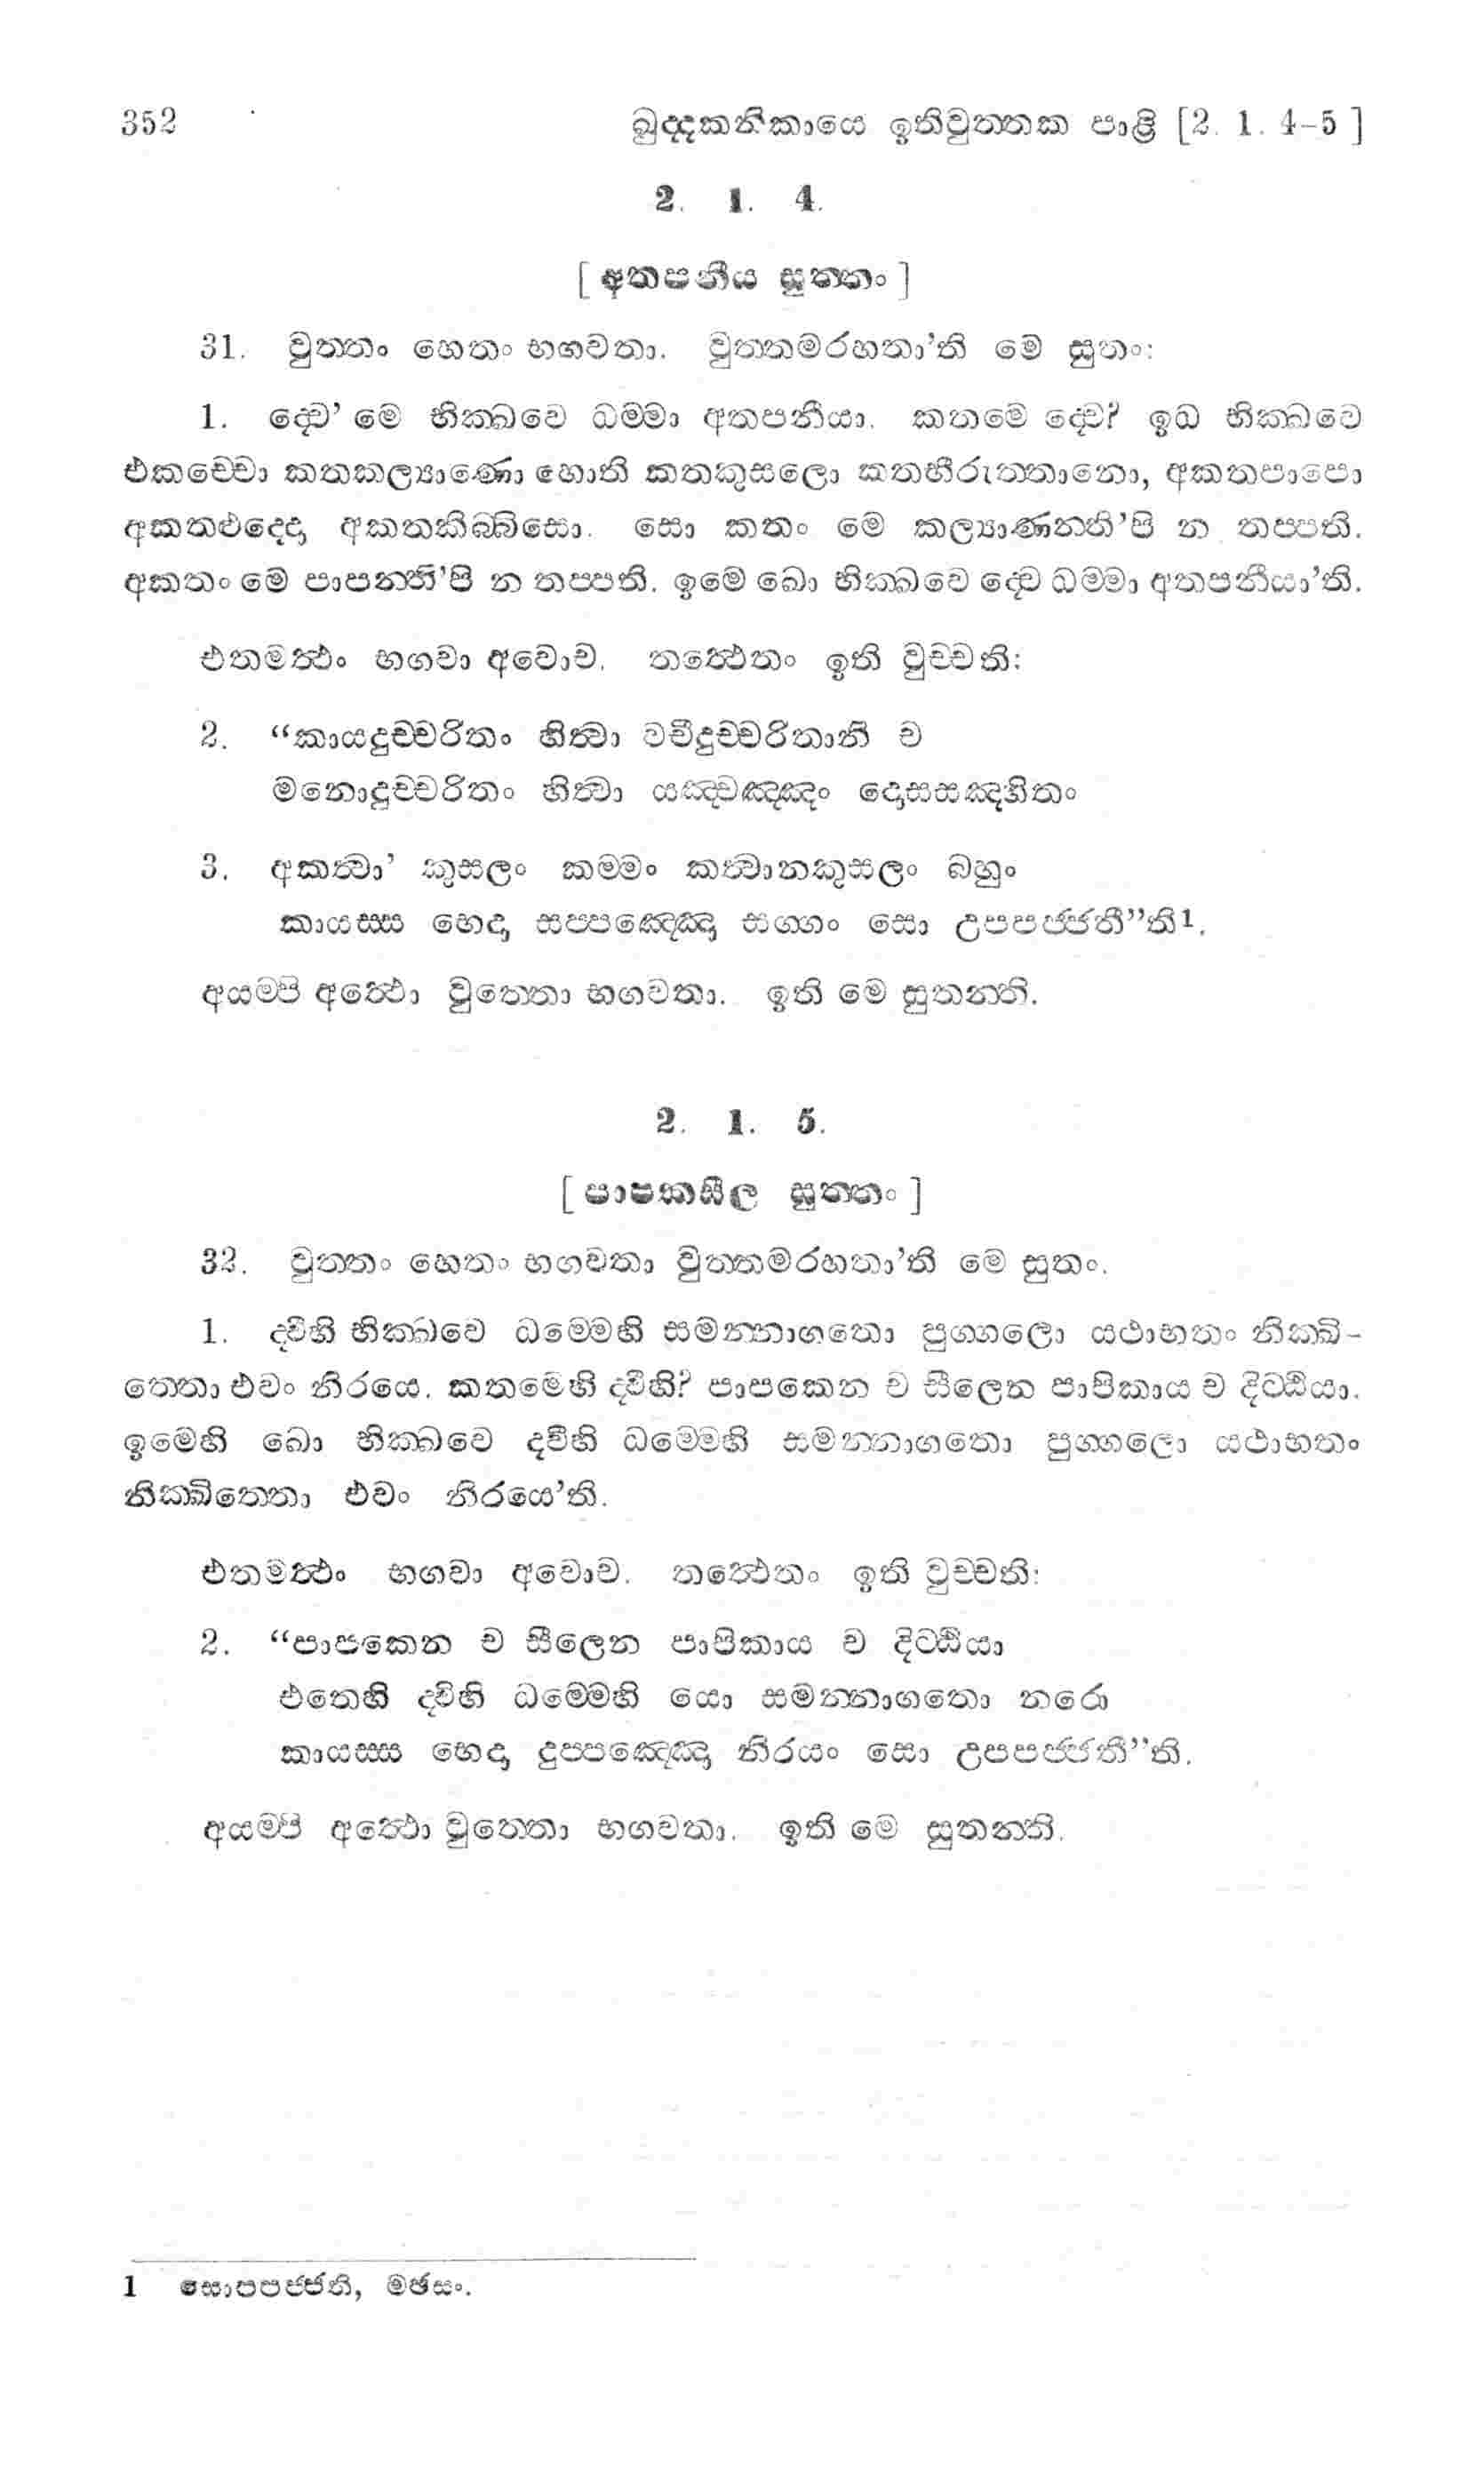 352 ඛුද්දකනිකායෙ ඉතිවුත්තක පාළි [2. 1. 4-5 ]
2. 1. 4.
[ අතපනීය සුත්තං ]
31. වුත්තං හෙතං භගවතා. වුත්තමරහතා’ති මෙ සුතං:
1. ද්වෙ’ මෙ භික්ඛවෙ ධම්මා අතපනීයා. කතමෙ ද්වෙ? ඉධ භික්ඛවෙ
එකච්චො කතකල්‍යාණො හොති කතකුසලො කතභීරුත්තානො, අකතපාපො
අකතළුද්දො අකතකිබ්බිසො. සො කතං මෙ කල්‍යාණන්ති’පි න තප්පති.
අකතං මෙ පාපන්ති’පි න තප්පති. ඉමෙ ඛො භික්ඛවෙ ද්වෙ ධම්මා අතපනීයා’ති.
එතමත්ථං භගවා අවොච. තත්ථෙතං ඉති වුච්චති:
2. “කායදුච්චරිතං හිත්වා වචීදුච්චරිතානි ච
මනොදුච්චරිතං හිත්වා යඤ්චඤ්ඤං දොසසඤ්හිතං
3. අකත්වා’ කුසලං කම්මං කත්වානකුසලං බහුං
කායස්ස භෙදා සප්පඤ්ඤො සග්ගං සො උපපජ්ජතී”ති1.
අයම්පි අත්ථො වුත්තො භගවතා. ඉති මෙ සුතන්ති.
2. 1. 5.
[ පාපකසීල සුත්තං ]
32. වුත්තං හෙතං භගවතා වුත්තමරහතා’ති මෙ සුතං.
1. ද්වීහි භික්ඛවෙ ධම්මෙහි සමන්නාගතො පුග්ගලො යථාභතං නික්ඛි-
ත්තො එවං නිරයෙ. කතමෙහි ද්වීහි? පාපකෙන ච සීලෙන පාපිකාය ච දිට්ඨියා.
ඉමෙහි ඛො භික්ඛවෙ ද්වීහි ධම්මෙහි සමන්නාගතො පුග්ගලො යථාභතං
නික්ඛිත්තො එවං නිරයෙ’ති.
එතමත්ථං භගවා අවොච. තත්ථෙතං ඉති වුච්චති:
2. “පාපකෙන ච සීලෙන පාපිකාය ච දිට්ඨියා
එතෙහි ද්වීහි ධම්මෙහි යො සමන්නාගතො නරො
කායස්ස භෙදා දුප්පඤ්ඤො නිරයං සො උපපජ්ජතී”ති.
අයම්පි අත්ථො වුත්තො භගවතා. ඉති මෙ සුතන්ති.
1 සොපපජ්ජති, මඡසං.